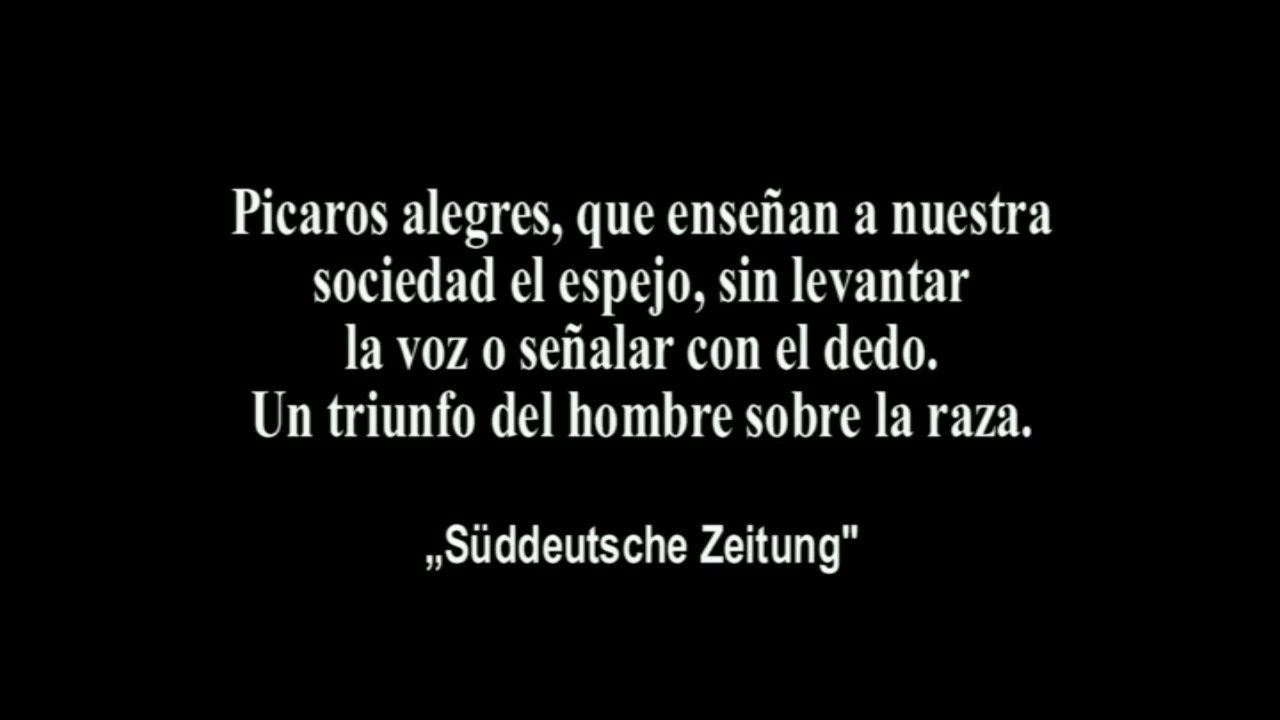 Picaros alegres, que enseñan a nuestra
sociedad el espejo, sin levantar
la voz o señalar con el dedo.
Un triunfo del hombre sobre la raza.
„Süddeutsche Zeitung"